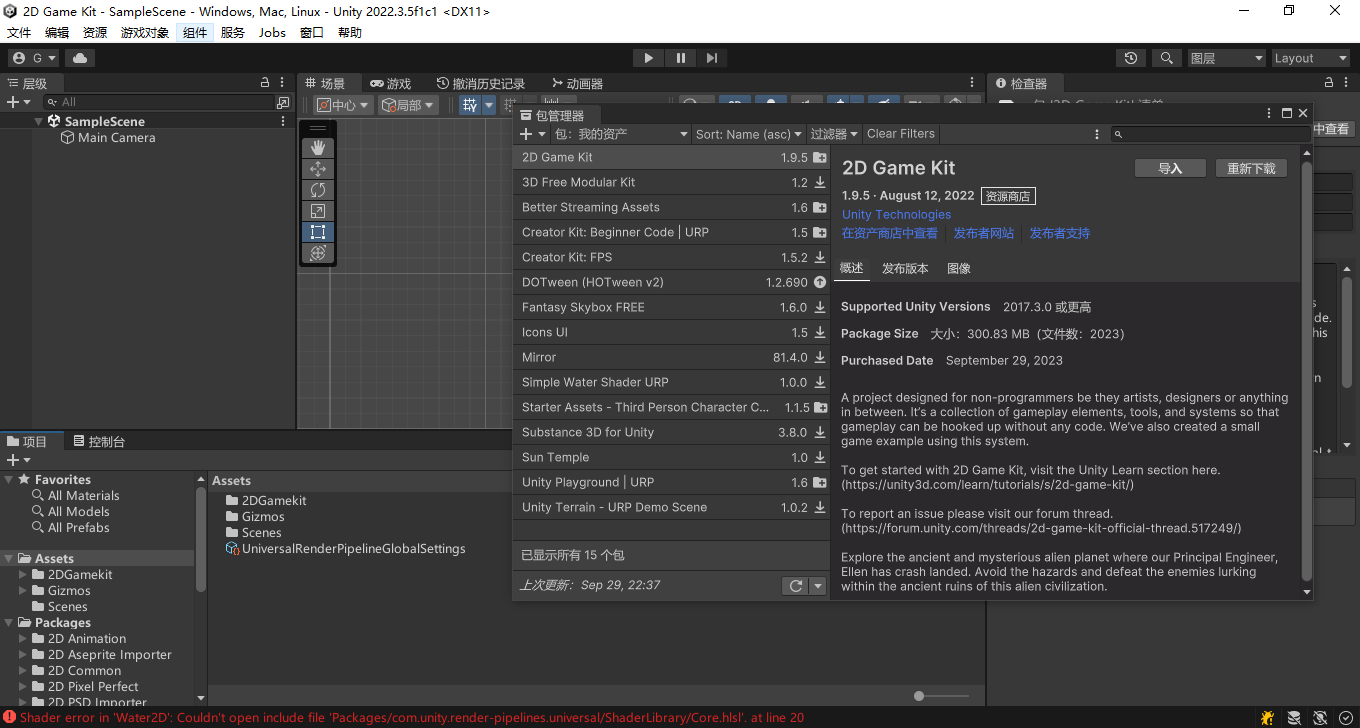 2D Game Kit - SampleScene - Windows, Mac, Linux - Unity 2022.3.5f1c1 <DX11>
文件 编辑 资源 游戏对象 组件 服务 Jobs 窗口 帮助
G
图层
Layout
层级
All
SampleScene
Main Camera
场景 游戏 撤消历史记录 动画器
中心 局部
检查器
中查看
包管理器
包：我的资产 Sort: Name (asc) 过滤器 Clear Filters
2D Game Kit 1.9.5
3D Free Modular Kit 1.2
Better Streaming Assets 1.6
Creator Kit: Beginner Code | URP 1.5
Creator Kit: FPS 1.5.2
DOTween (HOTween v2) 1.2.690
Fantasy Skybox FREE 1.6.0
Icons UI 1.5
Mirror 81.4.0
Simple Water Shader URP 1.0.0
Starter Assets - Third Person Character C... 1.1.5
Substance 3D for Unity 3.8.0
Sun Temple 1.0
Unity Playground | URP 1.6
Unity Terrain - URP Demo Scene 1.0.2
已显示所有 15 个包
上次更新：Sep 29, 22:37
2D Game Kit
导入 重新下载
1.9.5 · August 12, 2022 资源商店
Unity Technologies
在资产商店中查看 发布者网站 发布者支持
概述 发布版本 图像
Supported Unity Versions 2017.3.0 或更高
Package Size 大小：300.83 MB（文件数：2023）
Purchased Date September 29, 2023
A project designed for non-programmers be they artists, designers or anything
in between. It's a collection of gameplay elements, tools, and systems so that
gameplay can be hooked up without any code. We've also created a small
game example using this system.
To get started with 2D Game Kit, visit the Unity Learn section here.
(https://unity3d.com/learn/tutorials/s/2d-game-kit/)
To report an issue please visit our forum thread.
(https://forum.unity.com/threads/2d-game-kit-official-thread.517249/)
Explore the ancient and mysterious alien planet where our Principal Engineer,
Ellen has crash landed. Avoid the hazards and defeat the enemies lurking
within the ancient ruins of this alien civilization.
项目 控制台
Favorites
All Materials
All Models
All Prefabs
Assets
2DGamekit
Gizmos
Scenes
Packages
2D Animation
2D Aseprite Importer
2D Common
2D Pixel Perfect
2D PSD Importer
Assets
2DGamekit
Gizmos
Scenes
UniversalRenderPipelineGlobalSettings
Shader error in 'Water2D': Couldn't open include file 'Packages/com.unity.render-pipelines.universal/ShaderLibrary/Core.hlsl'. at line 20